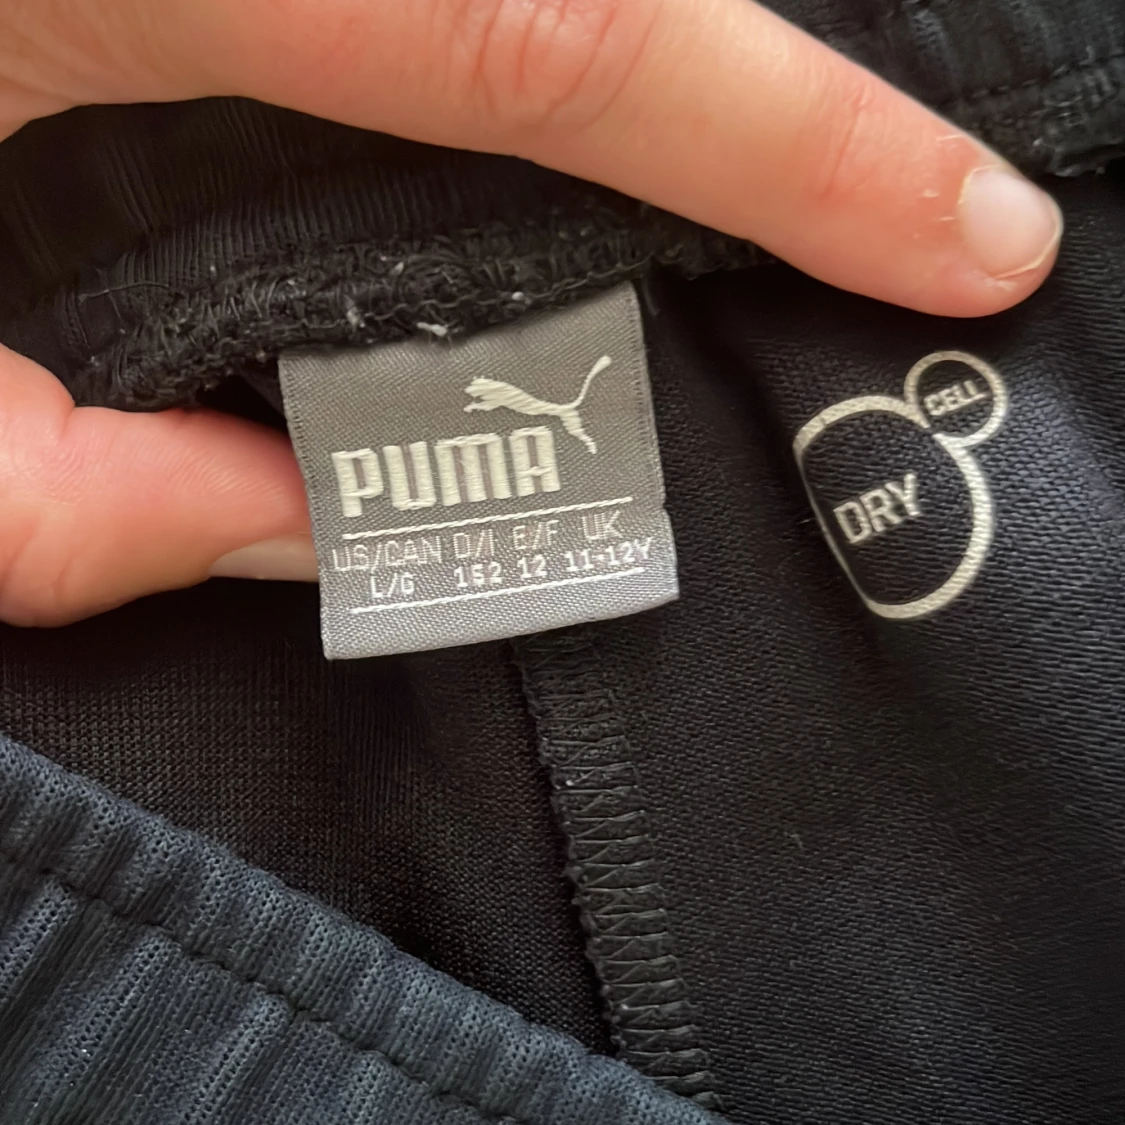 PUMA
US/CAN D/I E/F UK
L/G 152 12 11-12Y
DRY
CELL